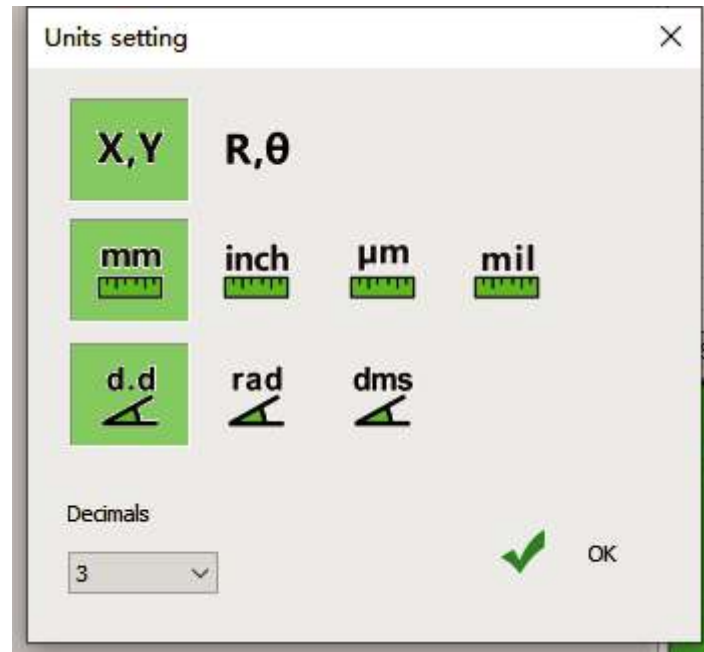 Units setting
X,Y R,θ
mm inch µm mil
d.d rad dms
Decimals
3
OK